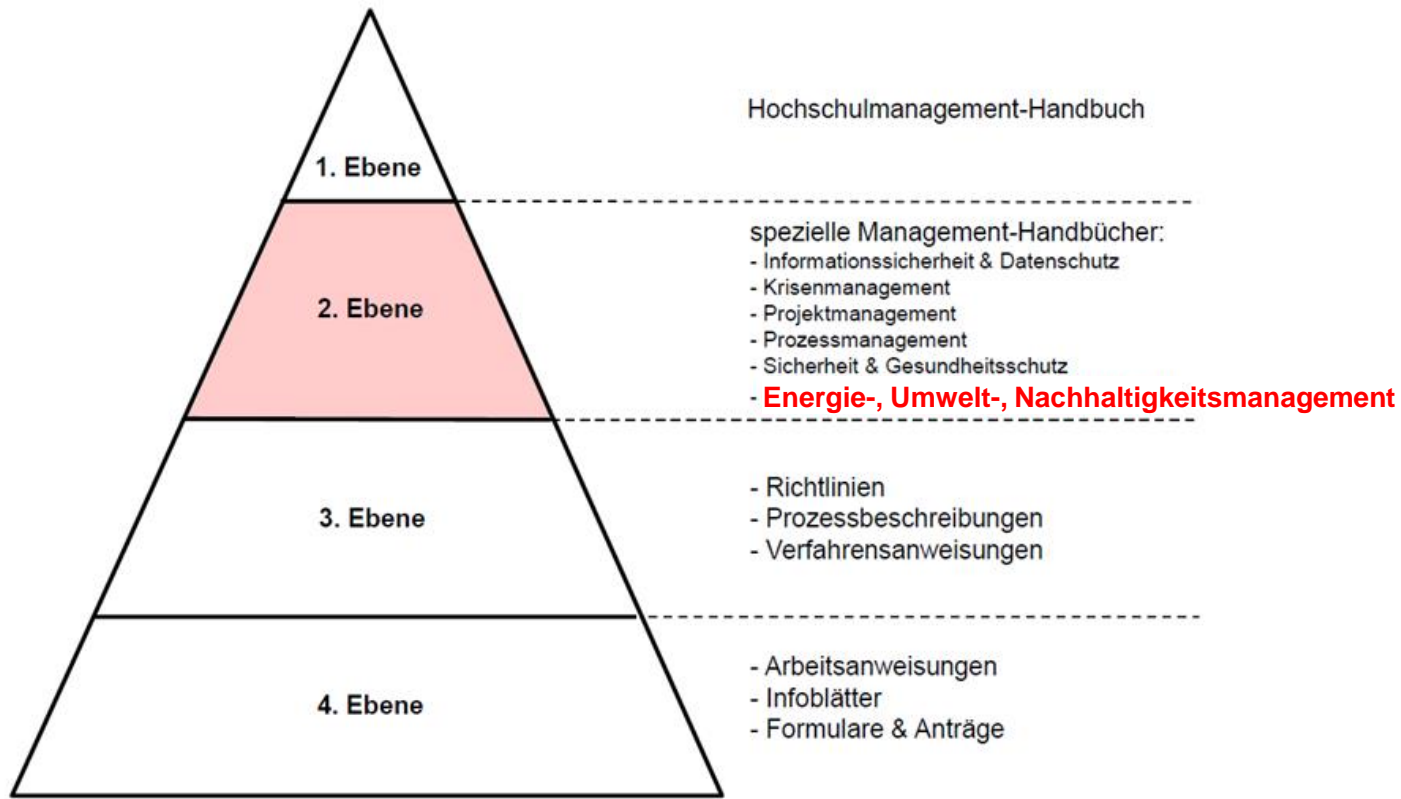 Hochschulmanagement-Handbuch
1. Ebene
spezielle Management-Handbücher:
- Informationssicherheit & Datenschutz
- Krisenmanagement
2. Ebene
- Projektmanagement
- Prozessmanagement
- Sicherheit & Gesundheitsschutz
- Energie-, Umwelt-, Nachhaltigkeitsmanagement
- Richtlinien
3. Ebene
- Prozessbeschreibungen
- Verfahrensanweisungen
- Arbeitsanweisungen
- Infoblätter
4. Ebene
- Formulare & Anträge